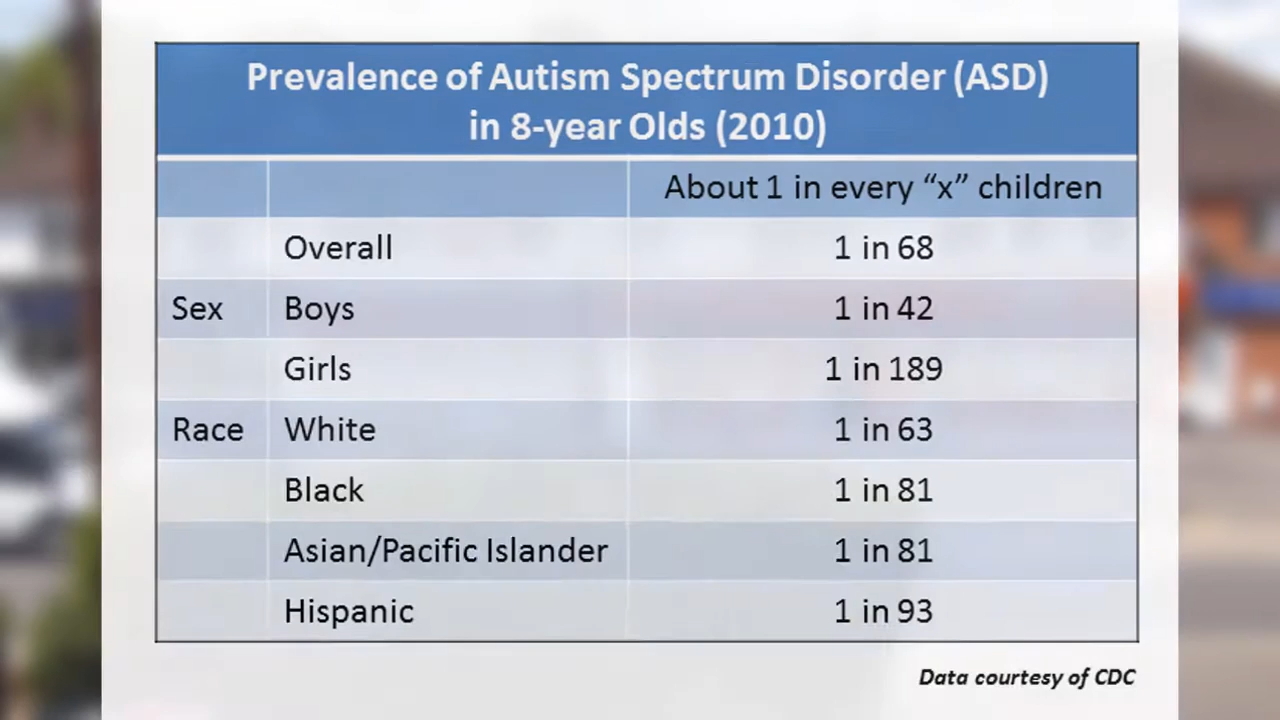 Prevalence of Autism Spectrum Disorder (ASD)
in 8-year Olds (2010)
About 1 in every “x” children
Overall 1 in 68
Sex Boys 1 in 42
Girls 1 in 189
Race White 1 in 63
Black 1 in 81
Asian/Pacific Islander 1 in 81
Hispanic 1 in 93
Data courtesy of CDC